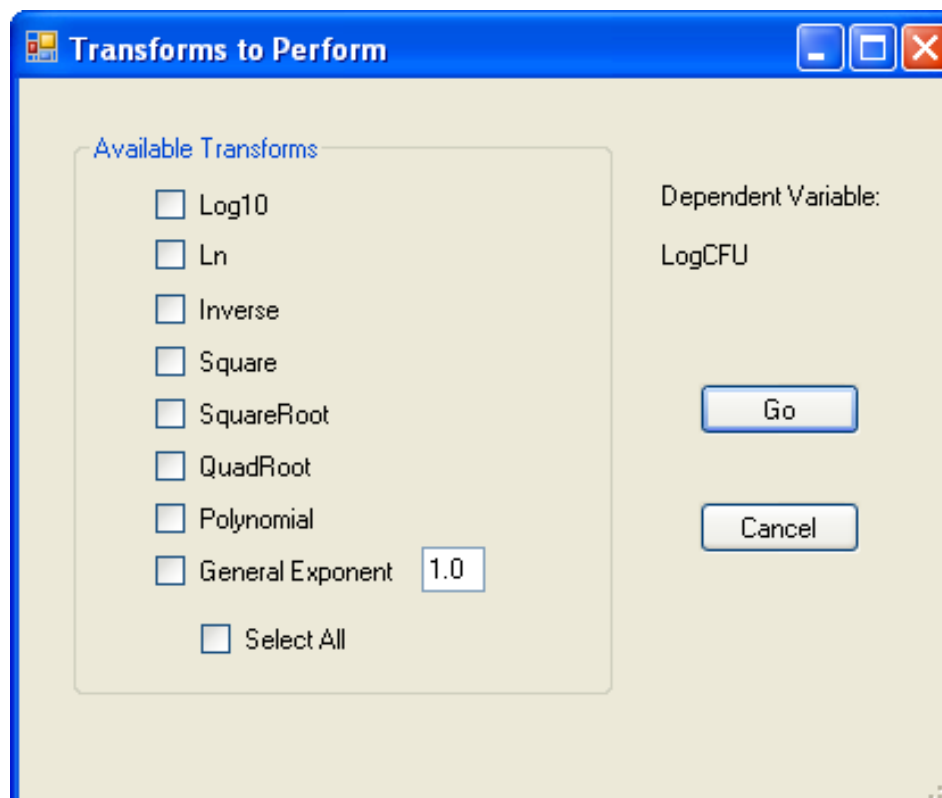 Transforms to Perform
Available Transforms
Log10
Ln
Inverse
Square
SquareRoot
QuadRoot
Polynomial
General Exponent 1.0
Select All
Dependent Variable:
LogCFU
Go
Cancel